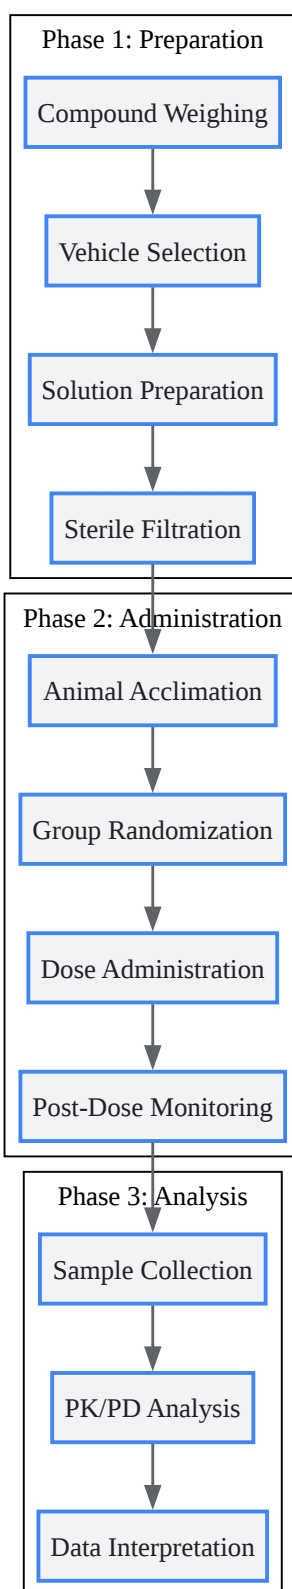 Phase 1: Preparation
Compound Weighing
Vehicle Selection
Solution Preparation
Sterile Filtration
Phase 2: Administration
Animal Acclimation
Group Randomization
Dose Administration
Post-Dose Monitoring
Phase 3: Analysis
Sample Collection
PK/PD Analysis
Data Interpretation